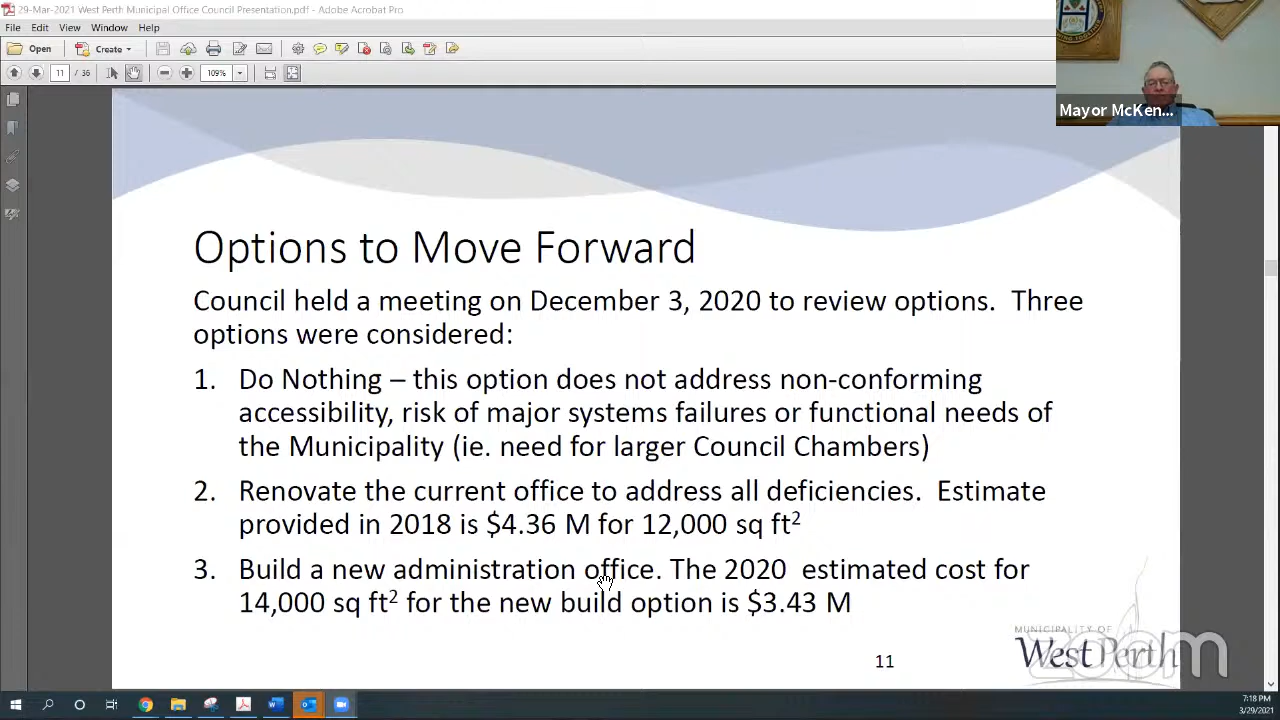 29-Mar-2021 West Perth Municipal Office Council Presentation.pdf - Adobe Acrobat Pro
File Edit View Window Help
Open Create
11 / 36 109%
Mayor McKen...
Options to Move Forward
Council held a meeting on December 3, 2020 to review options. Three
options were considered:
1. Do Nothing – this option does not address non-conforming
accessibility, risk of major systems failures or functional needs of
the Municipality (ie. need for larger Council Chambers)
2. Renovate the current office to address all deficiencies. Estimate
provided in 2018 is $4.36 M for 12,000 sq ft²
3. Build a new administration office. The 2020 estimated cost for
14,000 sq ft² for the new build option is $3.43 M
MUNICIPALITY OF
West Perth
zoom
11
7:18 PM
3/29/2021